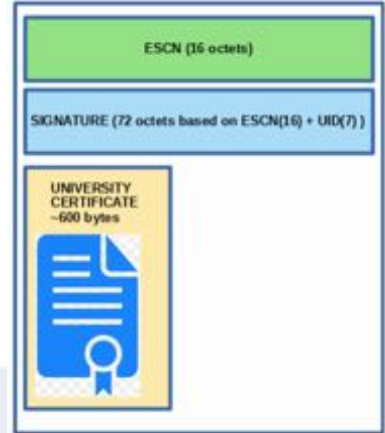 ESCN (16 octets)
SIGNATURE (72 octets based on ESCN(16) + UID(7) )
UNIVERSITY
CERTIFICATE
~600 bytes